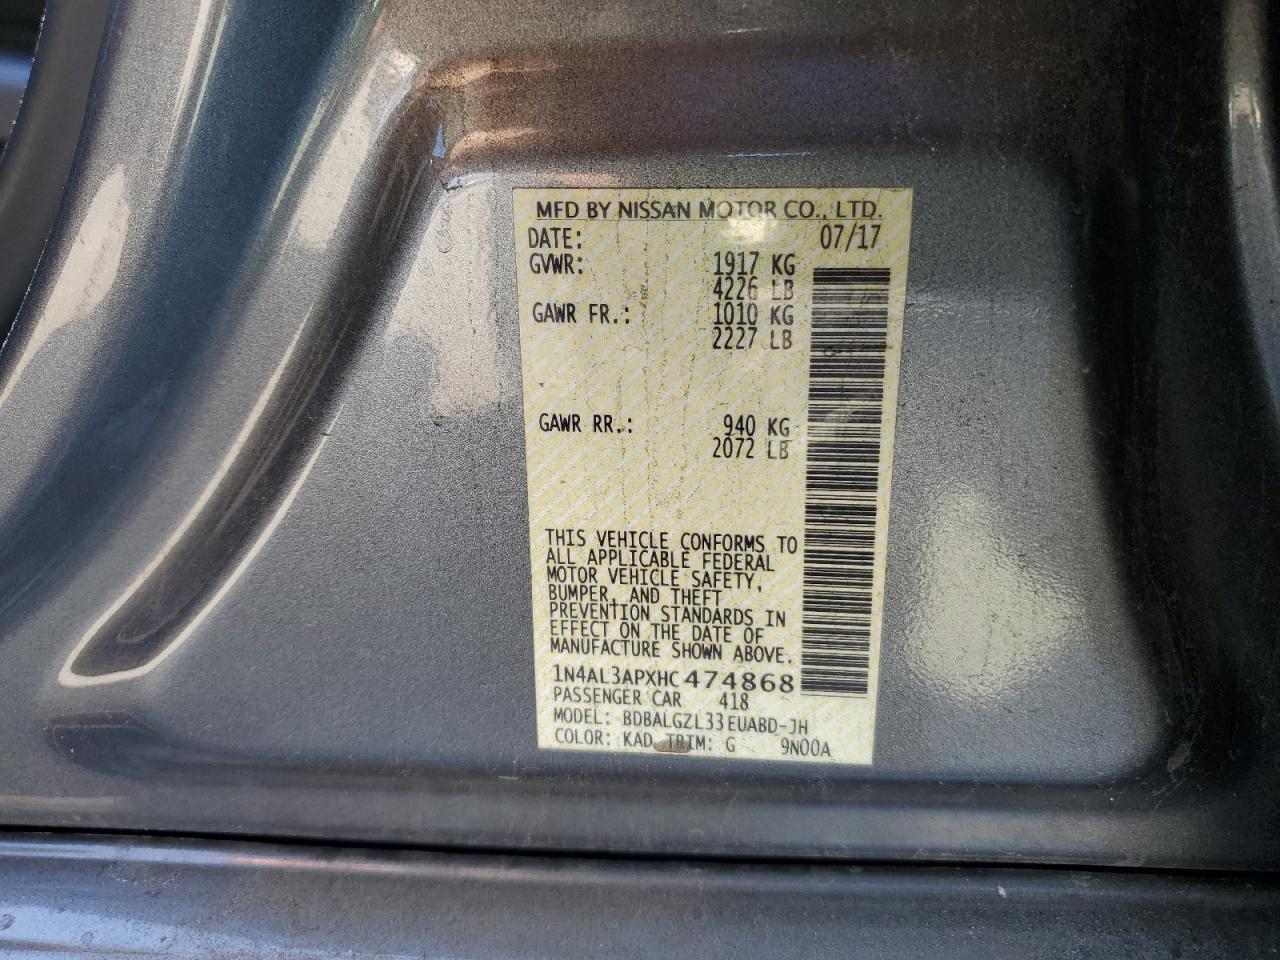 MFD BY NISSAN MOTOR CO., LTD.
DATE: 07/17
GVWR: 1917 KG
4226 LB
GAWR FR.: 1010 KG
2227 LB
GAWR RR.: 940 KG
2072 LB
THIS VEHICLE CONFORMS TO
ALL APPLICABLE FEDERAL
MOTOR VEHICLE SAFETY,
BUMPER, AND THEFT
PREVENTION STANDARDS IN
EFFECT ON THE DATE OF
MANUFACTURE SHOWN ABOVE.
1N4AL3APXHC474868
PASSENGER CAR 418
MODEL: BDBALGZL33EUABD-JH
COLOR: KAD TRIM: G 9N00A